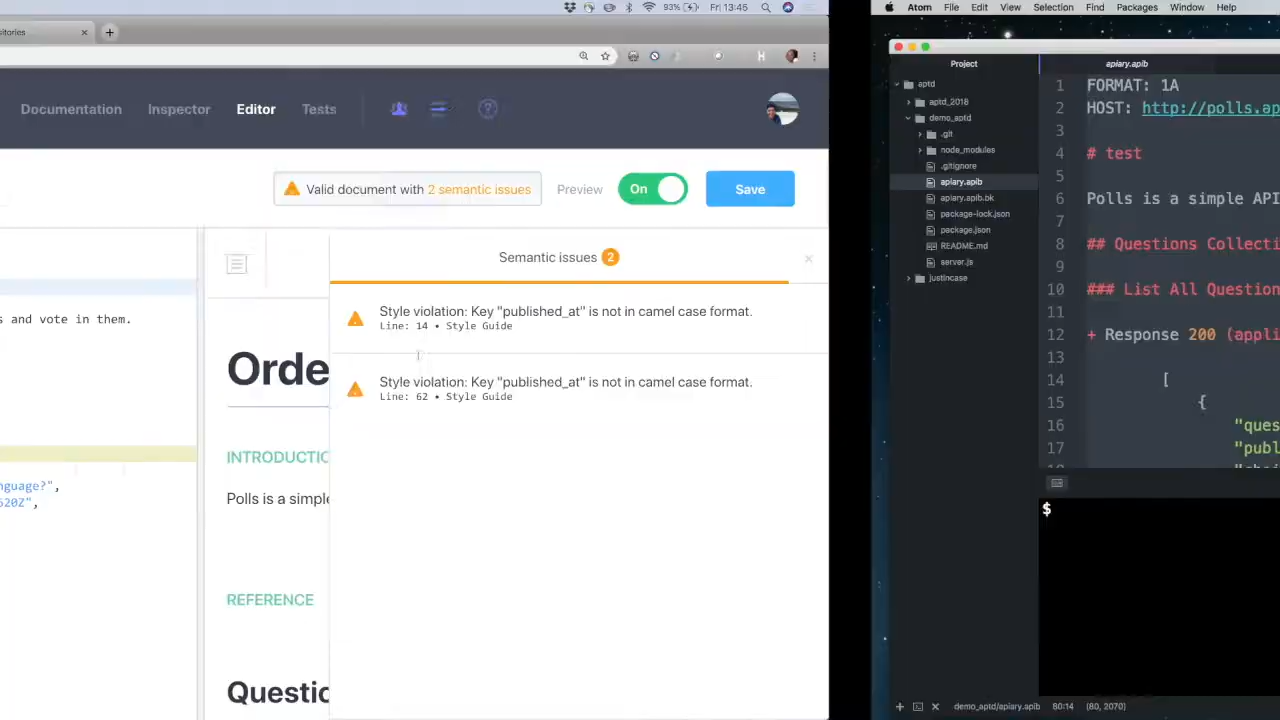 sitories
93%
Fri 13:45
H
Documentation
Inspector
Editor
Tests
Valid document with 2 semantic issues
Preview
On
Save
s and vote in them.
nguage?",
520Z",
Orde
INTRODUCTIO
Polls is a simple
REFERENCE
Questio
Semantic issues 2
Style violation: Key "published_at" is not in camel case format.
Line: 14 • Style Guide
Style violation: Key "published_at" is not in camel case format.
Line: 62 • Style Guide
Atom File Edit View Selection Find Packages Window Help
Project
aptd
aptd_2018
demo_aptd
.git
node_modules
.gitignore
apiary.apib
apiary.apib.bk
package-lock.json
package.json
README.md
server.js
justincase
apiary.apib
1 FORMAT: 1A
2 HOST: http://polls.ap
3
4 # test
5
6 Polls is a simple API
7
8 ## Questions Collecti
9
10 ### List All Question
11
12 + Response 200 (appli
13
14 [
15 {
16 "ques
17 "publ
$
demo_aptd/apiary.apib 80:14 (80, 2070)